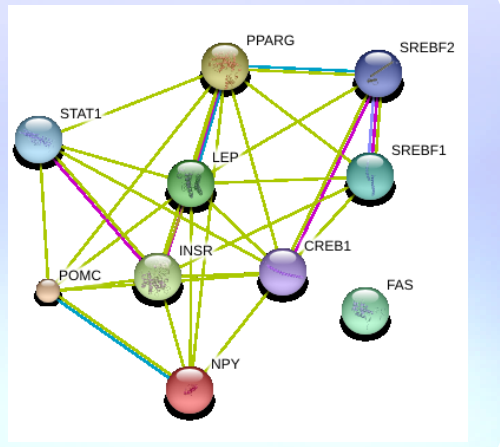 PPARG
SREBF2
STAT1
LEP
SREBF1
INSR
CREB1
POMC
FAS
NPY